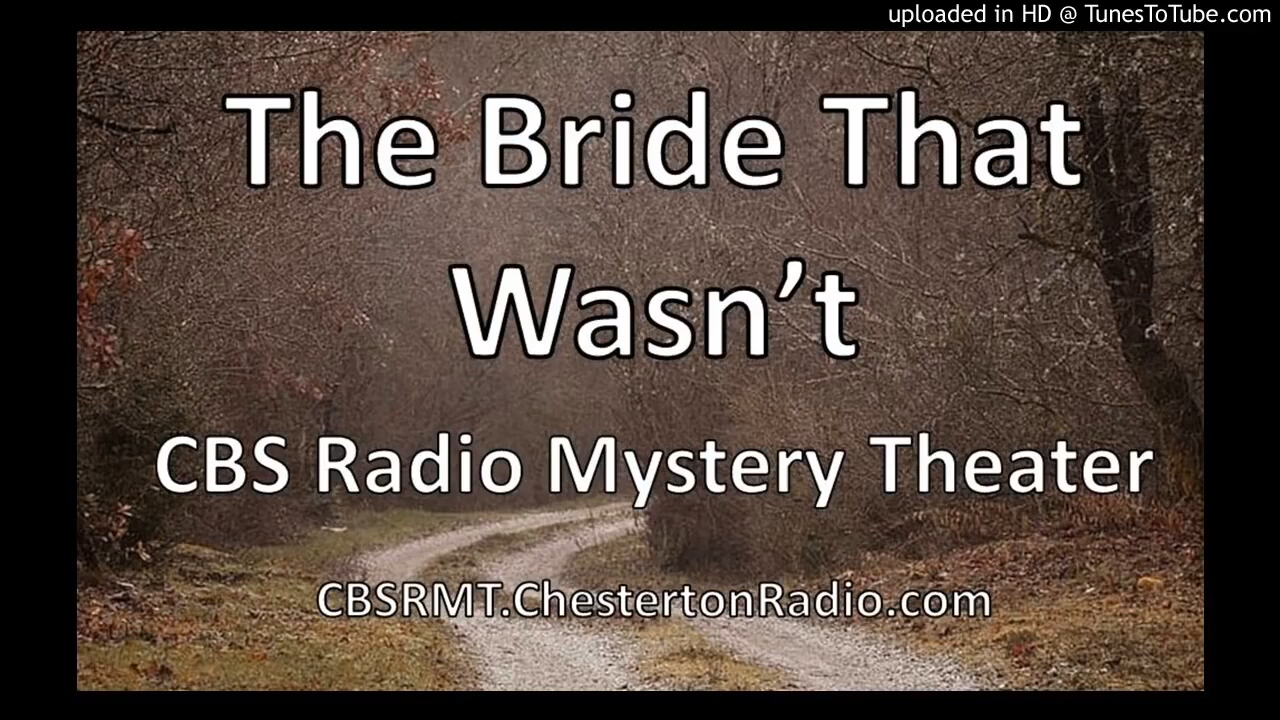 uploaded in HD @ TunesToTube.com
The Bride That
Wasn’t
CBS Radio Mystery Theater
CBSRMT.ChestertonRadio.com